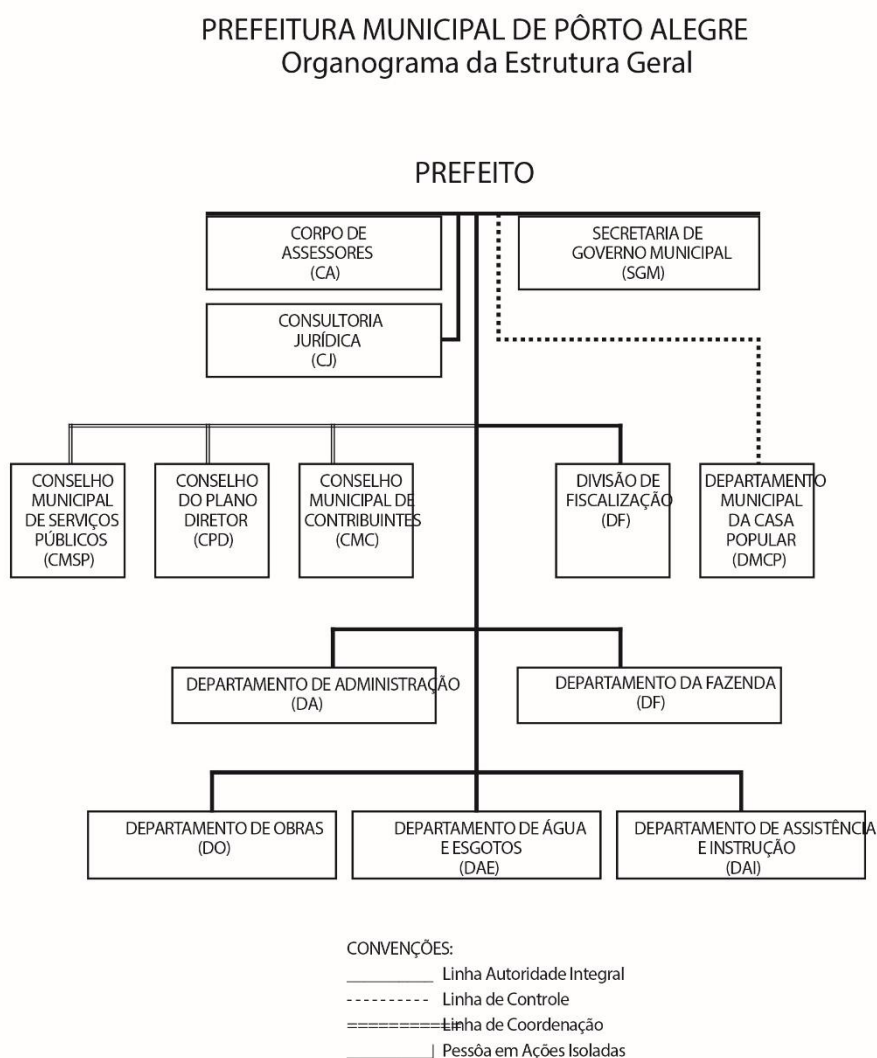 PREFEITURA MUNICIPAL DE PÔRTO ALEGRE
Organograma da Estrutura Geral
PREFEITO
CORPO DE
ASSESSORES
(CA)
SECRETARIA DE
GOVERNO MUNICIPAL
(SGM)
CONSULTORIA
JURÍDICA
(CJ)
CONSELHO
MUNICIPAL
DE SERVIÇOS
PÚBLICOS
(CMSP)
CONSELHO
DO PLANO
DIRETOR
(CPD)
CONSELHO
MUNICIPAL DE
CONTRIBUINTES
(CMC)
DIVISÃO DE
FISCALIZAÇÃO
(DF)
DEPARTAMENTO
MUNICIPAL
DA CASA
POPULAR
(DMCP)
DEPARTAMENTO DE ADMINISTRAÇÃO
(DA)
DEPARTAMENTO DA FAZENDA
(DF)
DEPARTAMENTO DE OBRAS
(DO)
DEPARTAMENTO DE ÁGUA
E ESGOTOS
(DAE)
DEPARTAMENTO DE ASSISTÊNCIA
E INSTRUÇÃO
(DAI)
CONVENÇÕES:
Linha Autoridade Integral
Linha de Controle
Linha de Coordenação
Pessôa em Ações Isoladas